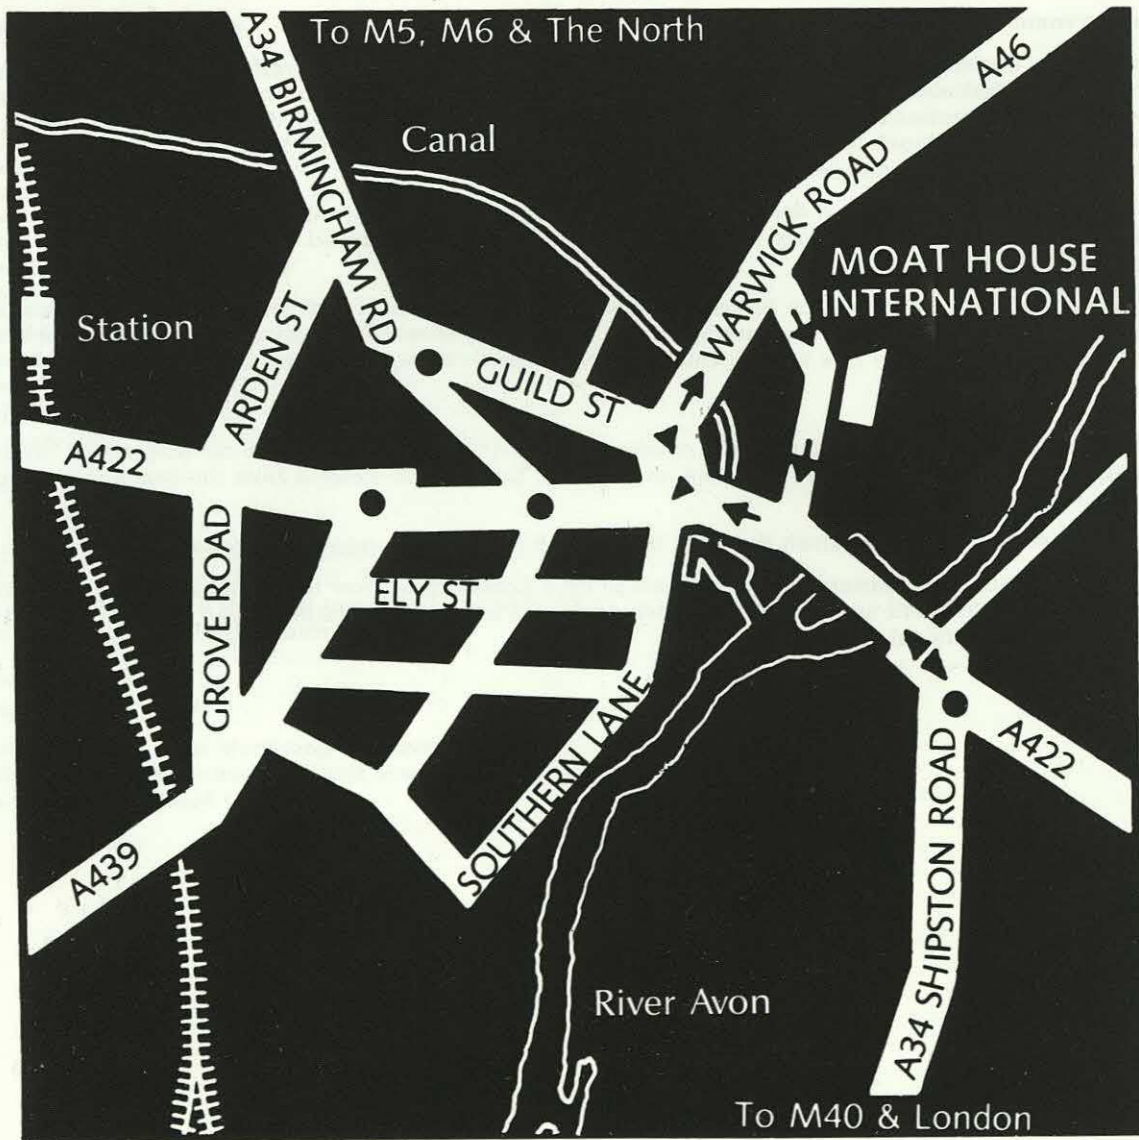 To M5, M6 & The North
A34 BIRMINGHAM RD
A46
Canal
WARWICK ROAD
MOAT HOUSE
INTERNATIONAL
Station
ARDEN ST
GUILD ST
A422
GROVE ROAD
ELY ST
SOUTHERN LANE
A422
A439
A34 SHIPSTON ROAD
River Avon
To M40 & London